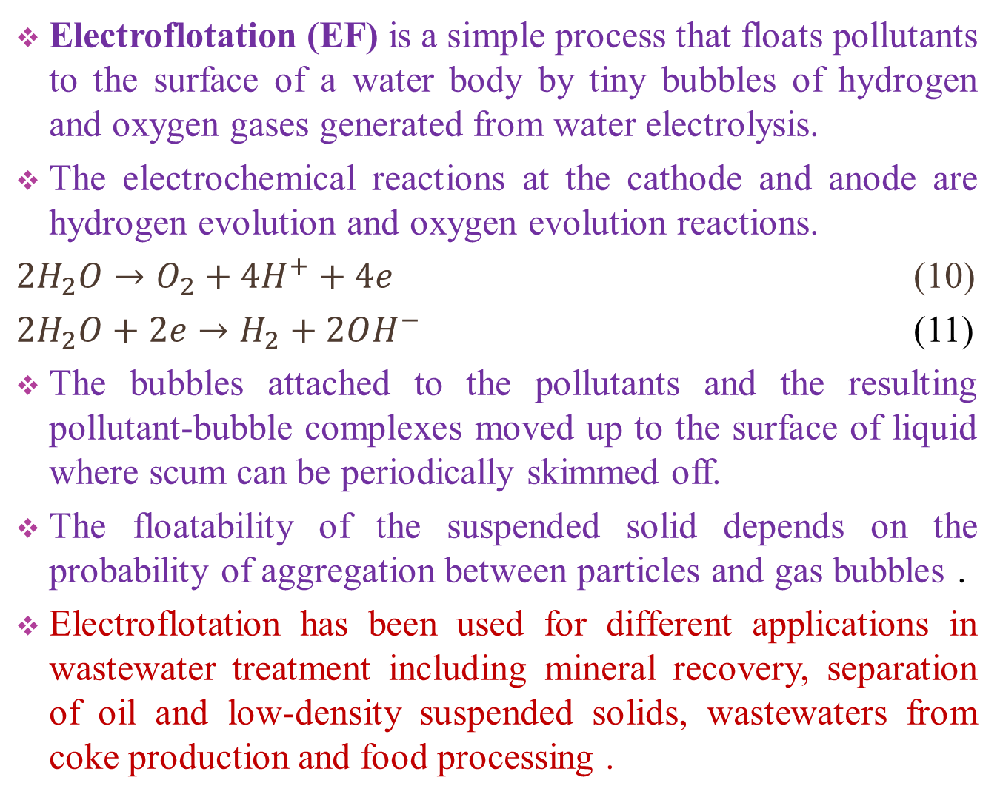 ❖ Electroflotation (EF) is a simple process that floats pollutants
to the surface of a water body by tiny bubbles of hydrogen
and oxygen gases generated from water electrolysis.
❖ The electrochemical reactions at the cathode and anode are
hydrogen evolution and oxygen evolution reactions.
2H₂O → O₂ + 4H⁺ + 4e (10)
2H₂O + 2e → H₂ + 2OH⁻ (11)
❖ The bubbles attached to the pollutants and the resulting
pollutant-bubble complexes moved up to the surface of liquid
where scum can be periodically skimmed off.
❖ The floatability of the suspended solid depends on the
probability of aggregation between particles and gas bubbles .
❖ Electroflotation has been used for different applications in
wastewater treatment including mineral recovery, separation
of oil and low-density suspended solids, wastewaters from
coke production and food processing .